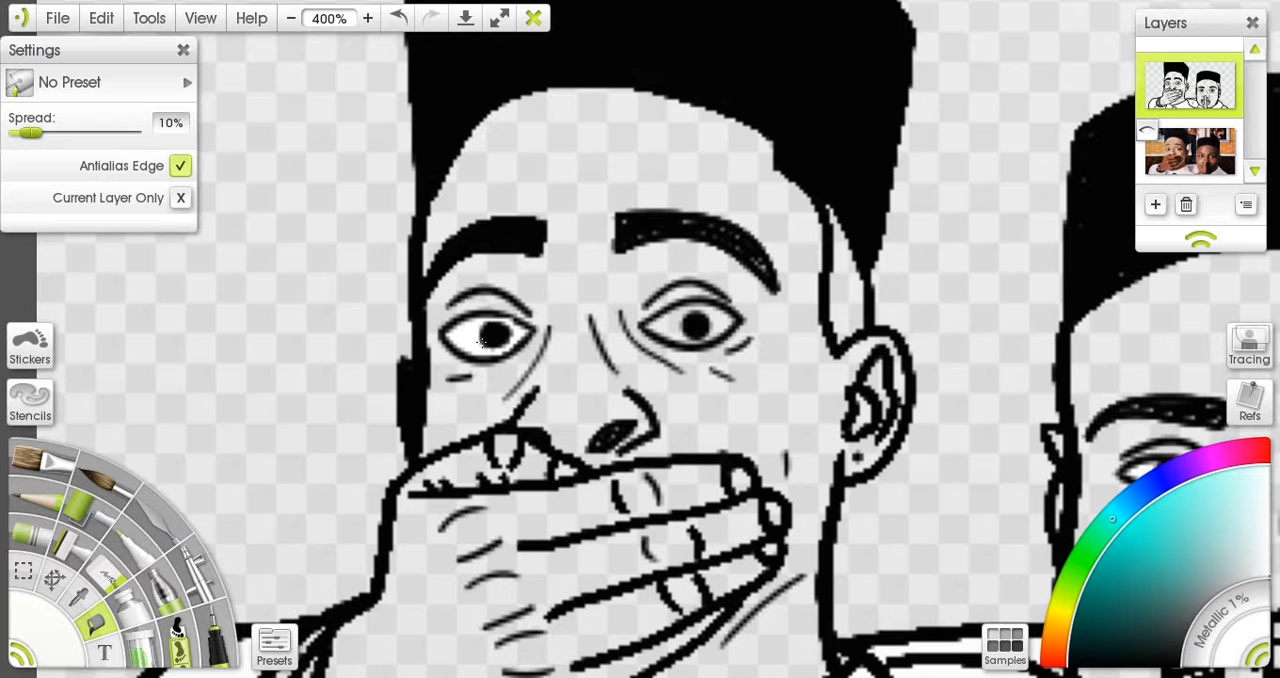 File Edit Tools View Help 400%
Settings
Layers
No Preset
Spread:
10%
Antialias Edge
Current Layer Only X
Stickers
Tracing
Stencils
Refs
T
Presets
Samples
Metallic 1%